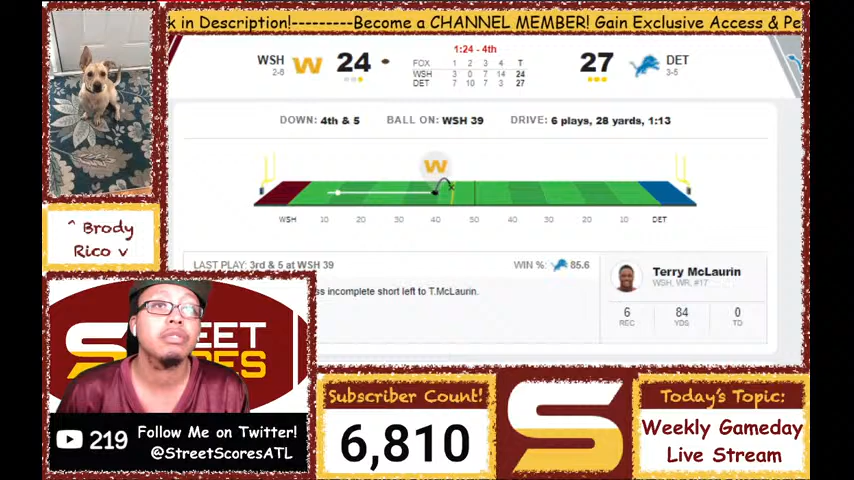 k in Description!---------Become a CHANNEL MEMBER! Gain Exclusive Access & Pe
WSH
2-6
W
24
1:24 - 4th
FOX 1 2 3 4 T
WSH 3 0 7 14 24
DET 7 10 7 3 27
27
DET
3-5
DOWN: 4th & 5
BALL ON: WSH 39
DRIVE: 6 plays, 28 yards, 1:13
W
WSH 10 20 30 40 50 40 30 20 10 DET
^ Brody
Rico v
LAST PLAY: 3rd & 5 at WSH 39
WIN %: 85.6
ss incomplete short left to T.McLaurin.
Terry McLaurin
WSH, WR, #17
6 84 0
REC YDS TD
STREET
SCORES
219
Follow Me on Twitter!
@StreetScoresATL
Subscriber Count!
6,810
S
Today's Topic:
Weekly Gameday
Live Stream